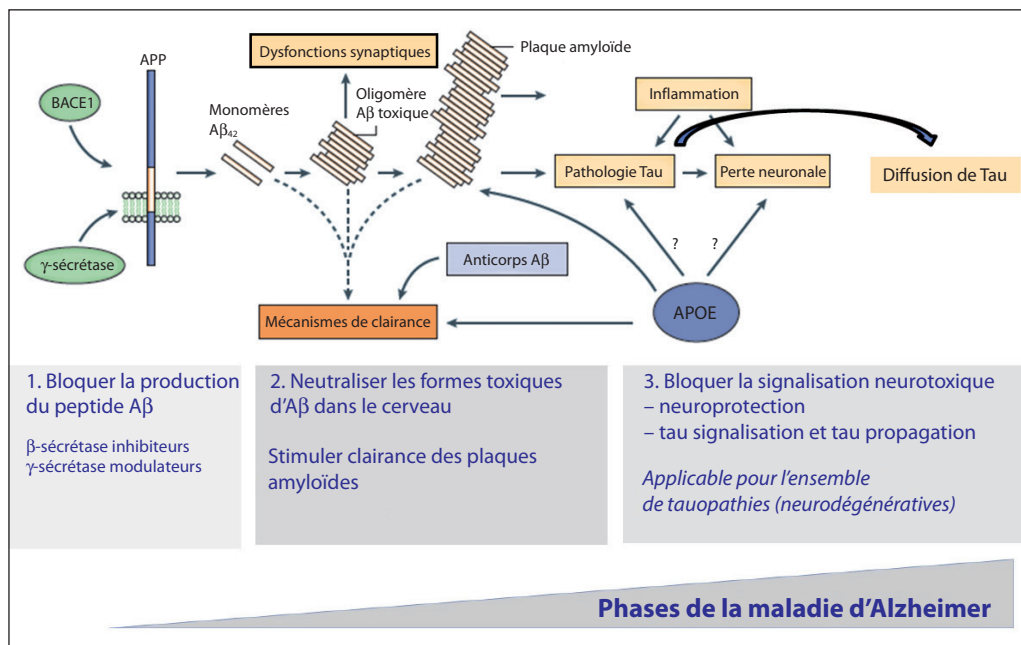 APP
BACE1
γ-sécrétase
Monomères
Aβ₄₂
Dysfonctions synaptiques
Oligomère
Aβ toxique
Plaque amyloïde
Inflammation
Pathologie Tau
Perte neuronale
Diffusion de Tau
?
?
Anticorps Aβ
APOE
Mécanismes de clairance
1. Bloquer la production
du peptide Aβ
β-sécrétase inhibiteurs
γ-sécrétase modulateurs
2. Neutraliser les formes toxiques
d’Aβ dans le cerveau
Stimuler clairance des plaques
amyloïdes
3. Bloquer la signalisation neurotoxique
– neuroprotection
– tau signalisation et tau propagation
Applicable pour l’ensemble
de tauopathies (neurodégénératives)
Phases de la maladie d’Alzheimer